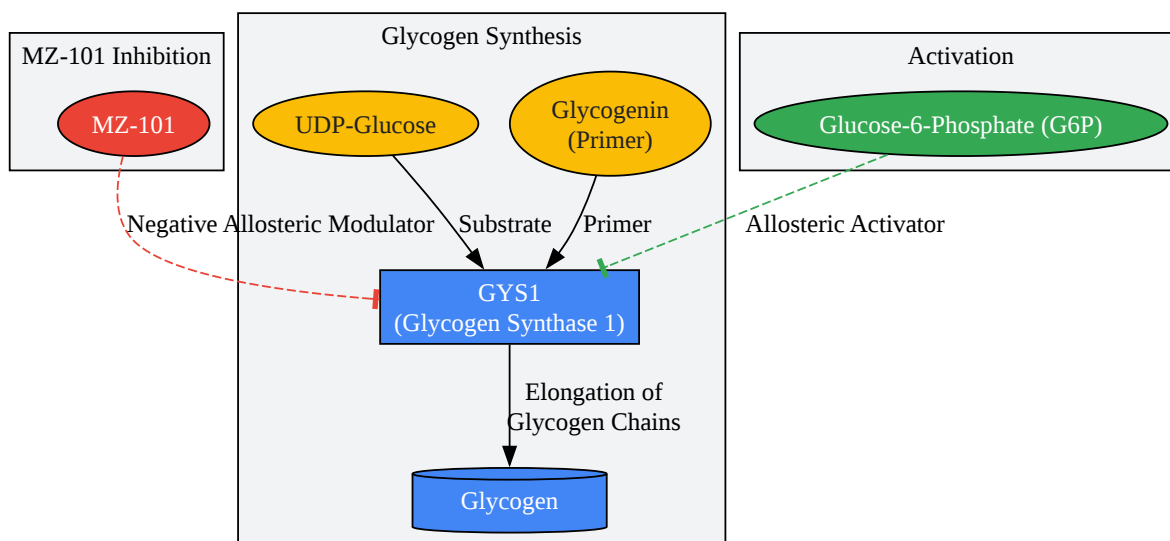 MZ-101 Inhibition
MZ-101
Glycogen Synthesis
UDP-Glucose
Glycogenin
(Primer)
Activation
Glucose-6-Phosphate (G6P)
Negative Allosteric Modulator
Substrate
Primer
Allosteric Activator
GYS1
(Glycogen Synthase 1)
Elongation of
Glycogen Chains
Glycogen